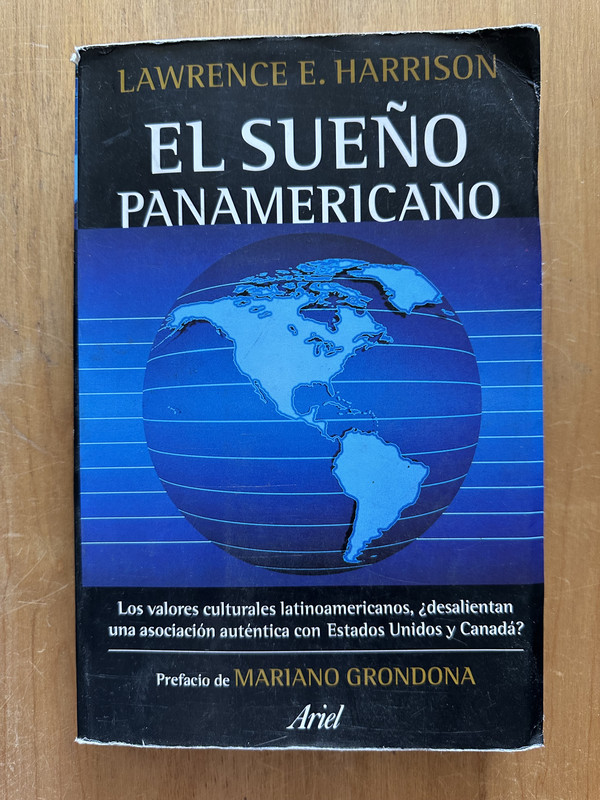 LAWRENCE E. HARRISON
EL SUEÑO
PANAMERICANO
Los valores culturales latinoamericanos, ¿desalientan
una asociación auténtica con Estados Unidos y Canadá?
Prefacio de MARIANO GRONDONA
Ariel